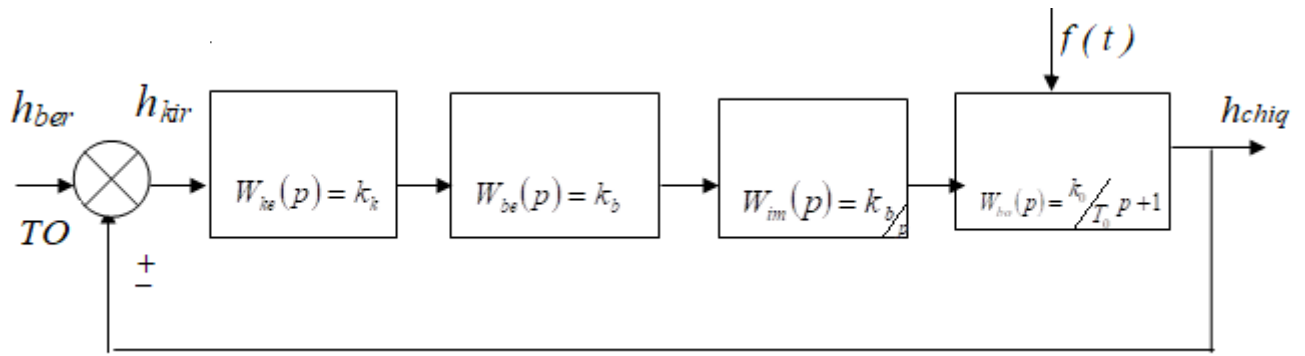 f(t)
h_ber h_kir h_chiq
W_ke(p) = k_k W_be(p) = k_b W_im(p) = k_b/p W_bo(p) = k_0/T_0 p + 1
TO
±